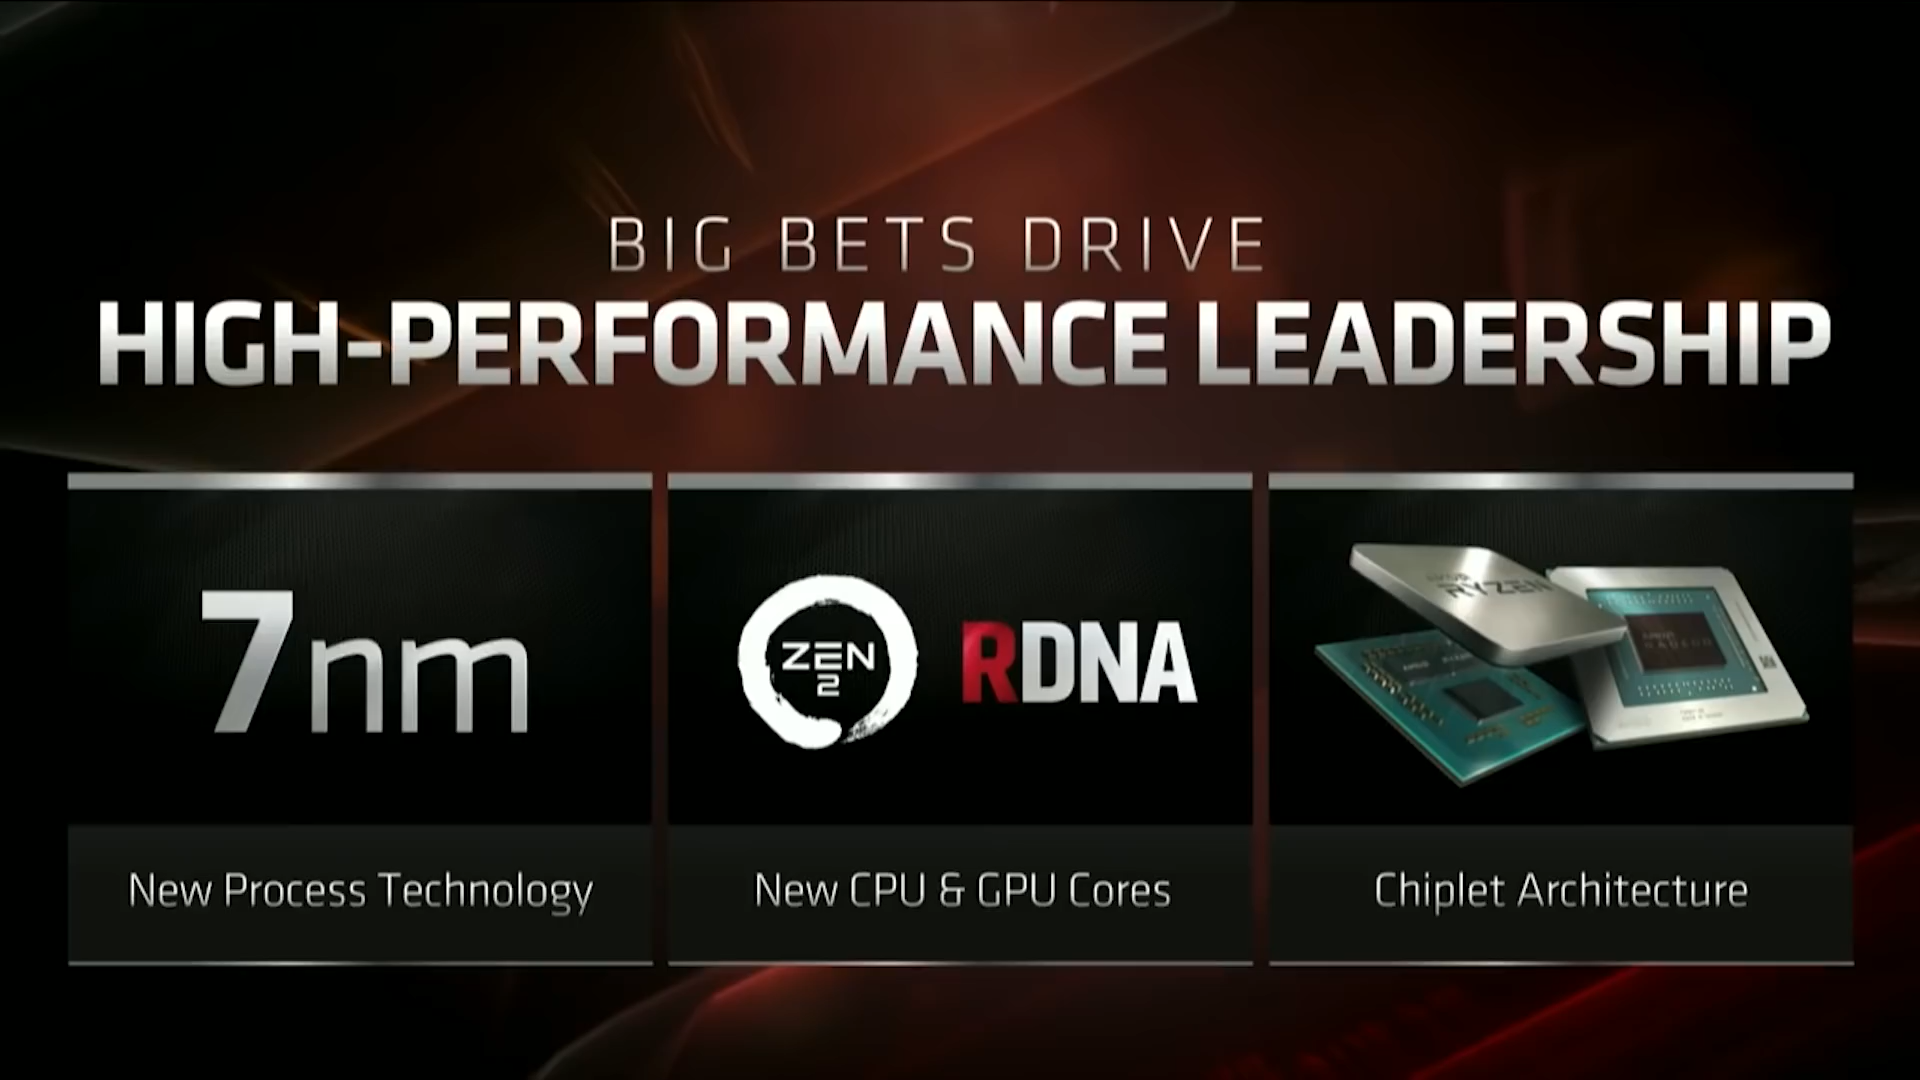 BIG BETS DRIVE
HIGH-PERFORMANCE LEADERSHIP
7nm
ZEN
2
RDNA
RYZEN
New Process Technology
New CPU & GPU Cores
Chiplet Architecture